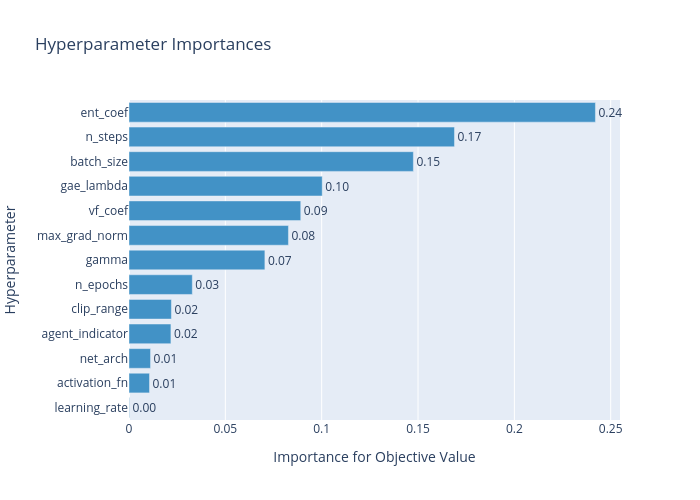 Hyperparameter Importances
Hyperparameter
ent_coef 0.24
n_steps 0.17
batch_size 0.15
gae_lambda 0.10
vf_coef 0.09
max_grad_norm 0.08
gamma 0.07
n_epochs 0.03
clip_range 0.02
agent_indicator 0.02
net_arch 0.01
activation_fn 0.01
learning_rate 0.00
0 0.05 0.1 0.15 0.2 0.25
Importance for Objective Value